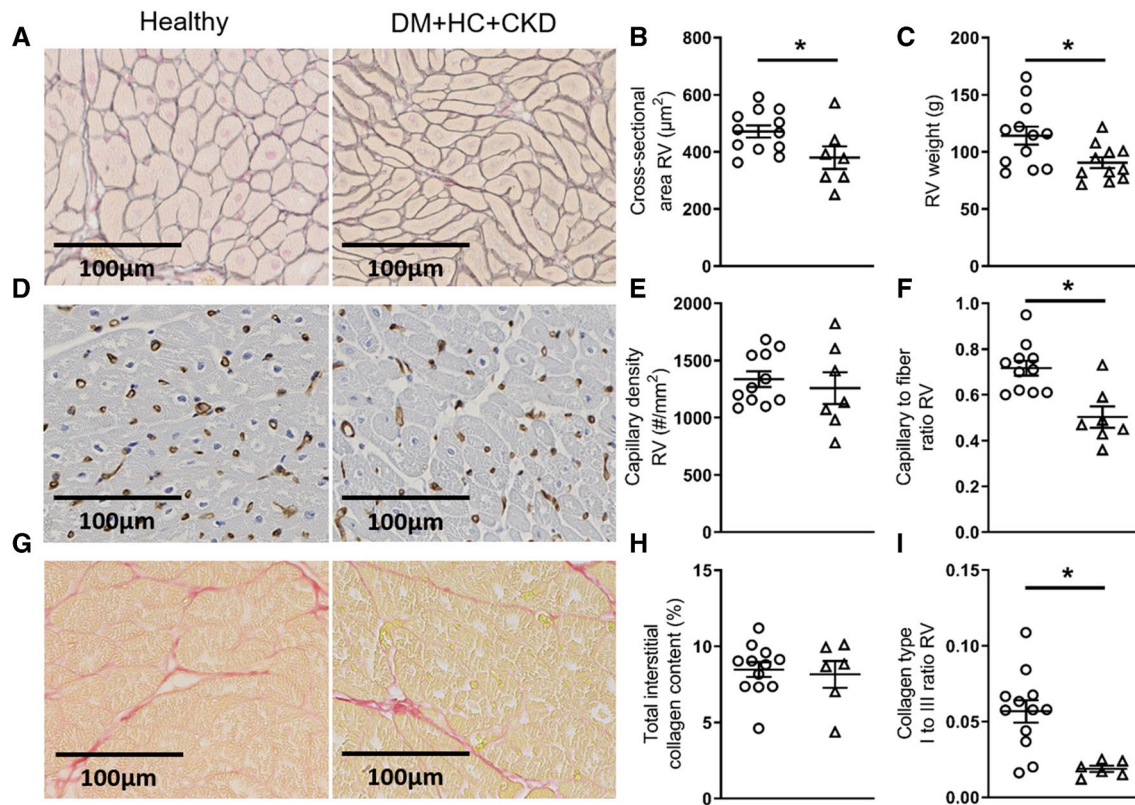 Healthy
DM+HC+CKD
A
100µm
100µm
B
Cross-sectional
area RV (µm²)
800
600
400
200
0
*
C
RV weight (g)
200
150
100
50
0
*
D
100µm
100µm
E
Capillary density
RV (#/mm²)
2000
1500
1000
500
0
F
Capillary to fiber
ratio RV
1.0
0.8
0.6
0.4
0.2
0.0
*
G
100µm
100µm
H
Total interstitial
collagen content (%)
15
10
5
0
I
Collagen type
I to III ratio RV
0.15
0.10
0.05
0.00
*